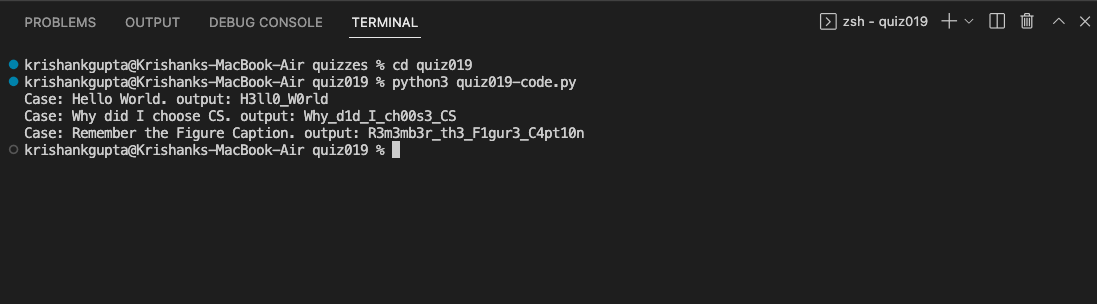 PROBLEMS OUTPUT DEBUG CONSOLE TERMINAL zsh - quiz019
krishankgupta@Krishanks-MacBook-Air quizzes % cd quiz019
krishankgupta@Krishanks-MacBook-Air quiz019 % python3 quiz019-code.py
Case: Hello World. output: H3ll0_W0rld
Case: Why did I choose CS. output: Why_d1d_I_ch00s3_CS
Case: Remember the Figure Caption. output: R3m3mb3r_th3_F1gur3_C4pt10n
krishankgupta@Krishanks-MacBook-Air quiz019 %